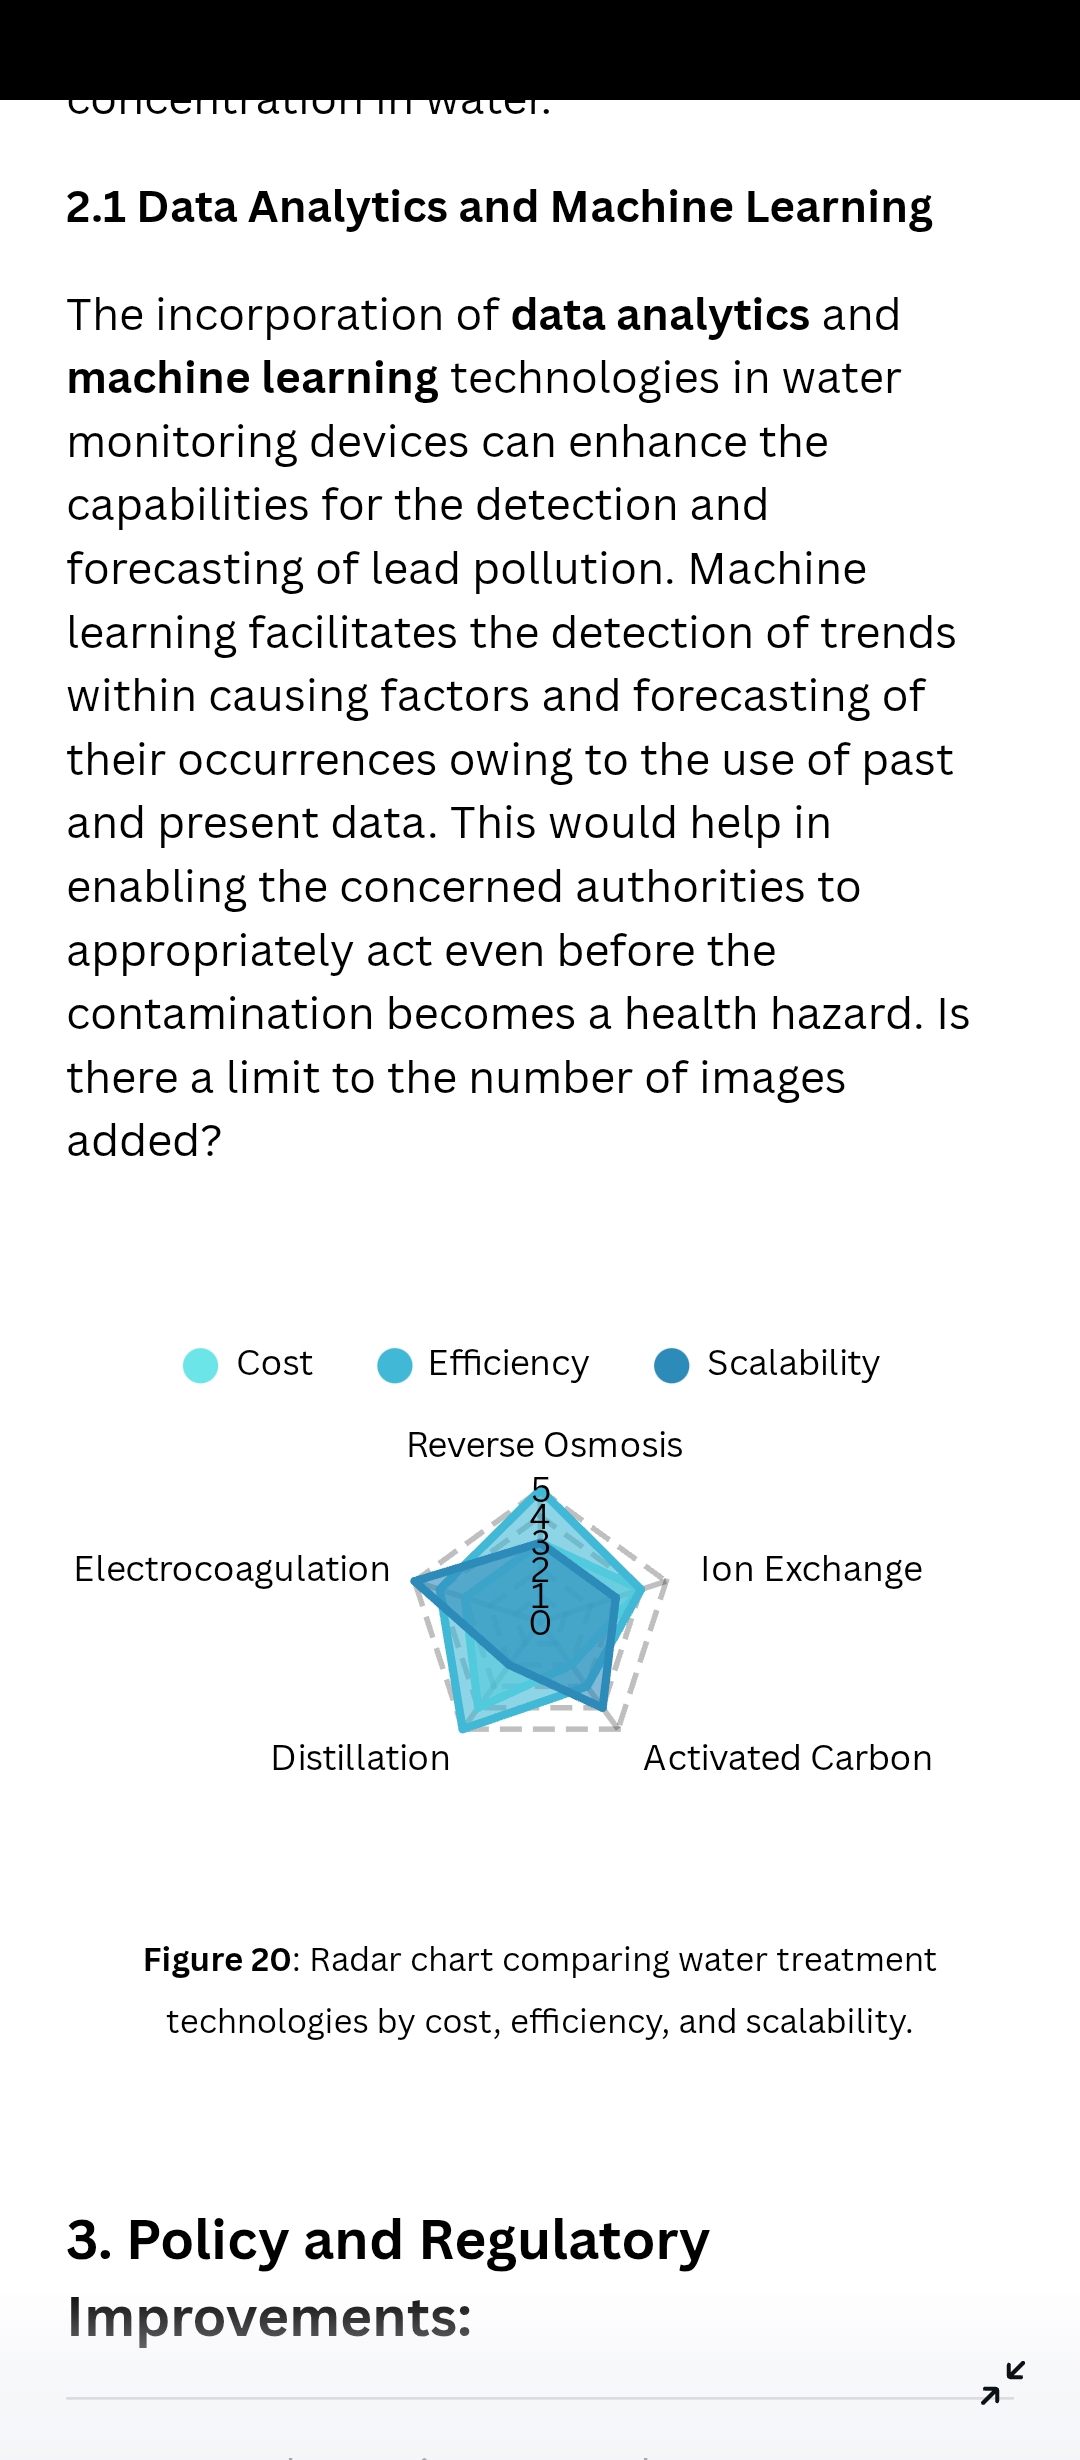 concentration in water.
2.1 Data Analytics and Machine Learning
The incorporation of data analytics and
machine learning technologies in water
monitoring devices can enhance the
capabilities for the detection and
forecasting of lead pollution. Machine
learning facilitates the detection of trends
within causing factors and forecasting of
their occurrences owing to the use of past
and present data. This would help in
enabling the concerned authorities to
appropriately act even before the
contamination becomes a health hazard. Is
there a limit to the number of images
added?
Cost Efficiency Scalability
Reverse Osmosis
5
4
3
2
1
0
Electrocoagulation
Ion Exchange
Distillation
Activated Carbon
Figure 20: Radar chart comparing water treatment
technologies by cost, efficiency, and scalability.
3. Policy and Regulatory
Improvements: